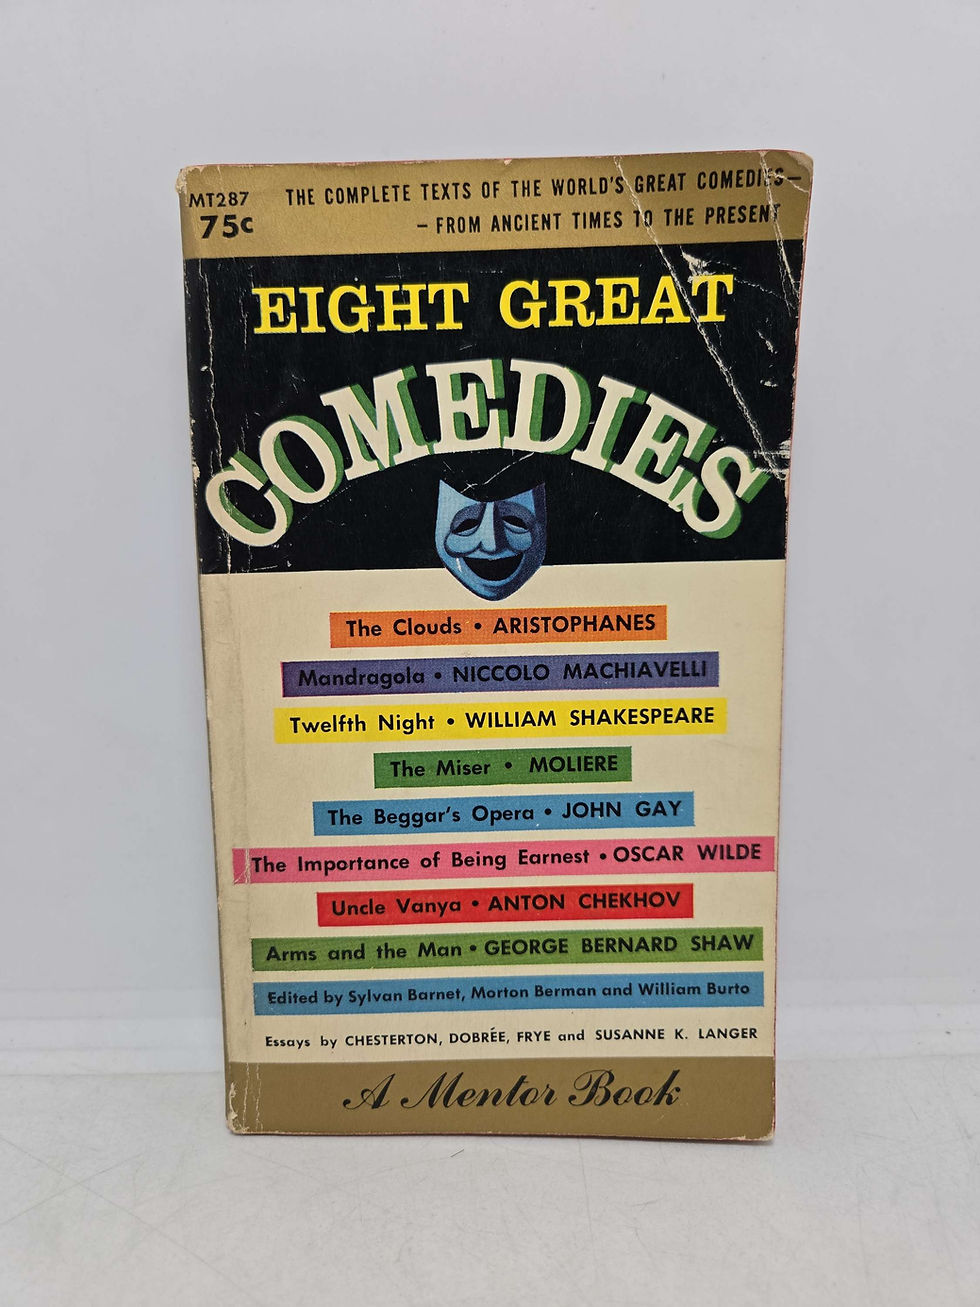 MT287
75c
THE COMPLETE TEXTS OF THE WORLD'S GREAT COMEDIES—
— FROM ANCIENT TIMES TO THE PRESENT
EIGHT GREAT
COMEDIES
The Clouds • ARISTOPHANES
Mandragola • NICCOLO MACHIAVELLI
Twelfth Night • WILLIAM SHAKESPEARE
The Miser • MOLIERE
The Beggar's Opera • JOHN GAY
The Importance of Being Earnest • OSCAR WILDE
Uncle Vanya • ANTON CHEKHOV
Arms and the Man • GEORGE BERNARD SHAW
Edited by Sylvan Barnet, Morton Berman and William Burto
Essays by CHESTERTON, DOBRÉE, FRYE and SUSANNE K. LANGER
A Mentor Book